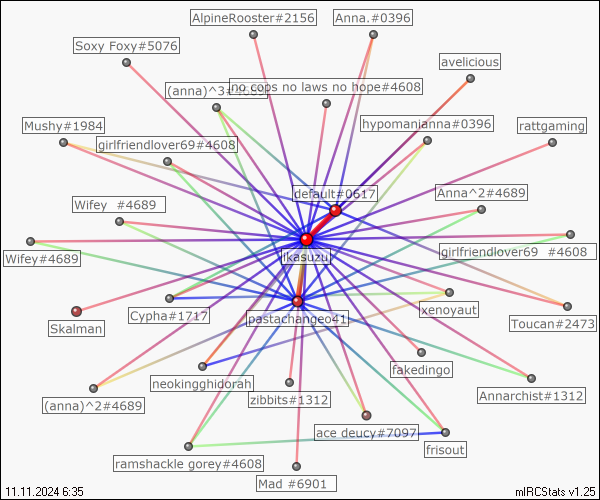 AlpineRooster#2156
Anna.#0396
Soxy Foxy#5076
avelicious
(anna)^3#4689
no cops no laws no hope#4608
Mushy#1984
hypomanianna#0396
rattgaming
girlfriendlover69#4608
default#0617
Anna^2#4689
Wifey #4689
Wifey#4689
ikasuzu
girlfriendlover69 #4608
Skalman
Cypha#1717
pastachangeo41
xenoyaut
Toucan#2473
neokingghidorah
fakedingo
(anna)^2#4689
zibbits#1312
Annarchist#1312
ace deucy#7097
frisout
ramshackle gorey#4608
Mad #6901
11.11.2024 6:35
mIRCStats v1.25